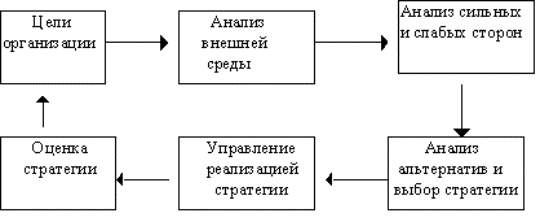 Цели
организации
Анализ
внешней
среды
Анализ сильных
и слабых сторон
Оценка
стратегии
Управление
реализацией
стратегии
Анализ
альтернатив и
выбор стратегии